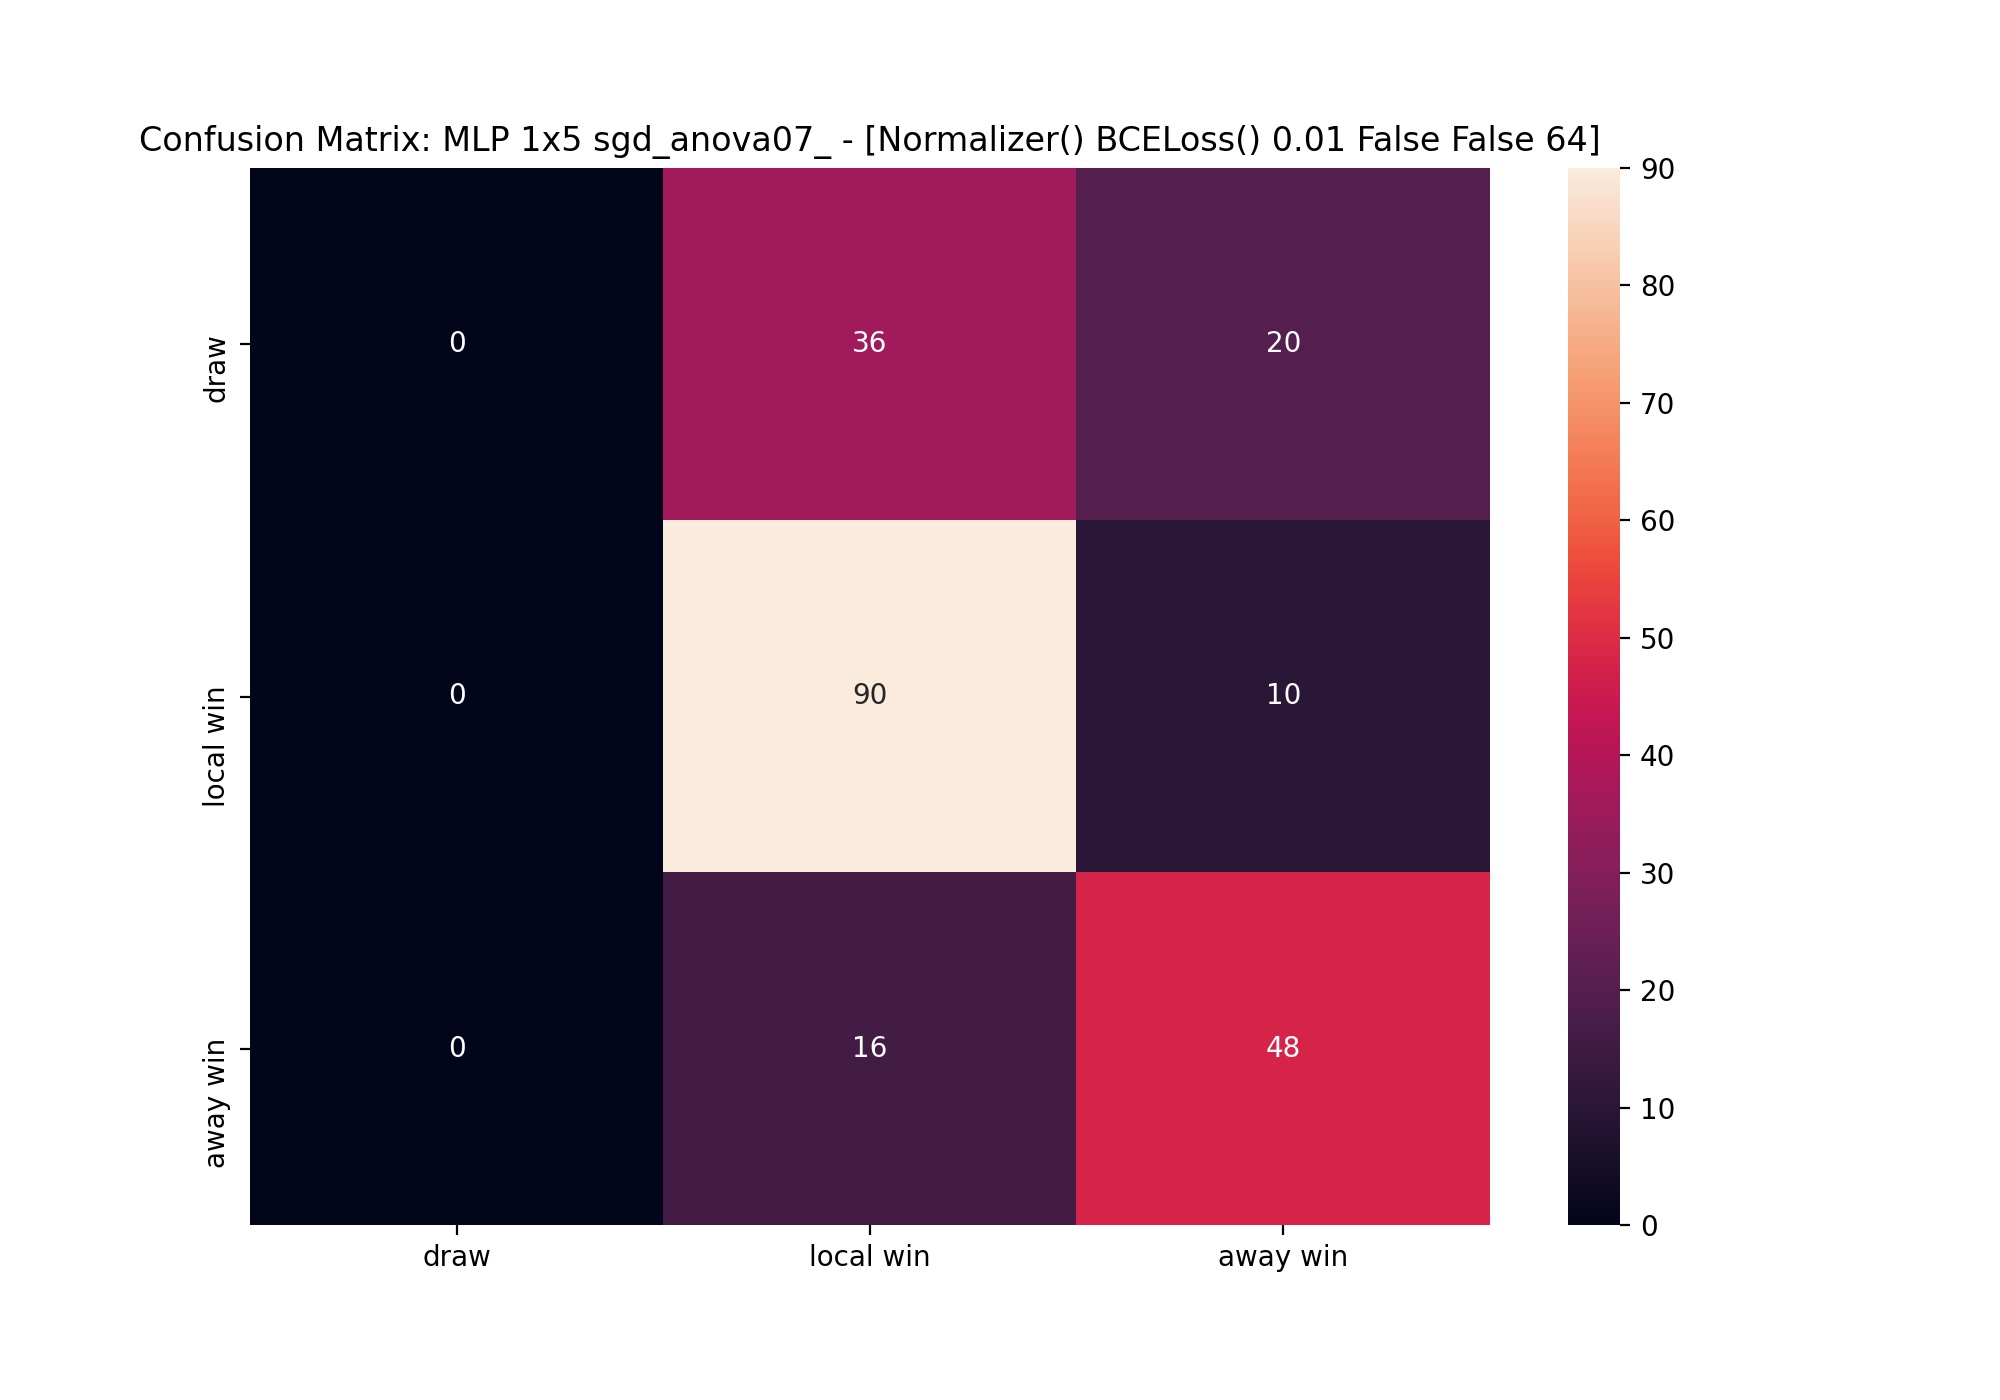 Confusion Matrix: MLP 1x5 sgd_anova07_ - [Normalizer() BCELoss() 0.01 False False 64]
draw
0
36
20
local win
0
90
10
away win
0
16
48
draw
local win
away win
90
80
70
60
50
40
30
20
10
0